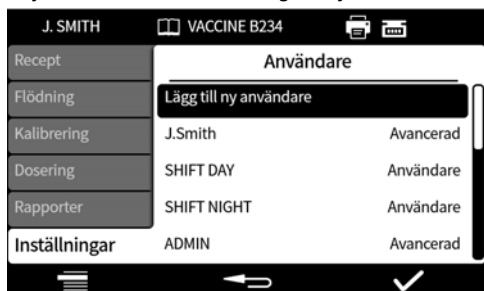 J. SMITH VACCINE B234
Recept
Flödning
Kalibrering
Dosering
Rapporter
Inställningar
Användare
Lägg till ny användare
J.Smith Avancerad
SHIFT DAY Användare
SHIFT NIGHT Användare
ADMIN Avancerad